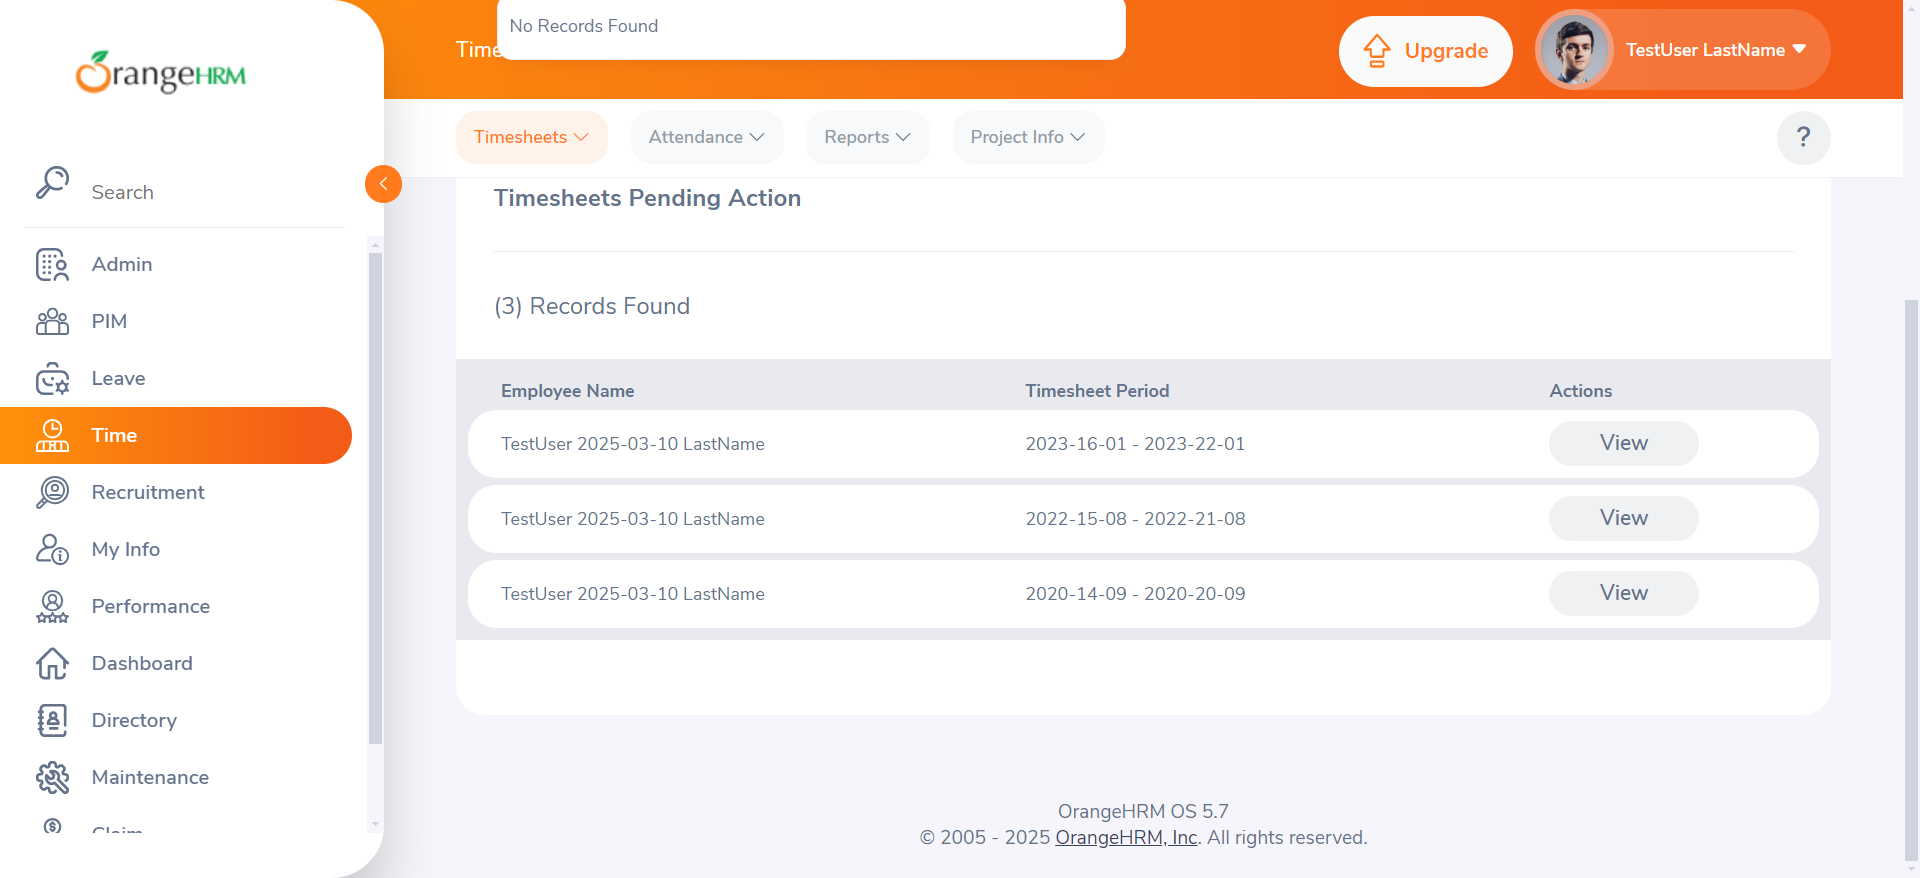 No Records Found
Time
Upgrade
TestUser LastName
OrangeHRM
Timesheets
Attendance
Reports
Project Info
?
Search
Admin
PIM
Leave
Time
Recruitment
My Info
Performance
Dashboard
Directory
Maintenance
Claim
Timesheets Pending Action
(3) Records Found
Employee Name Timesheet Period Actions
TestUser 2025-03-10 LastName 2023-16-01 - 2023-22-01 View
TestUser 2025-03-10 LastName 2022-15-08 - 2022-21-08 View
TestUser 2025-03-10 LastName 2020-14-09 - 2020-20-09 View
OrangeHRM OS 5.7
© 2005 - 2025 OrangeHRM, Inc. All rights reserved.